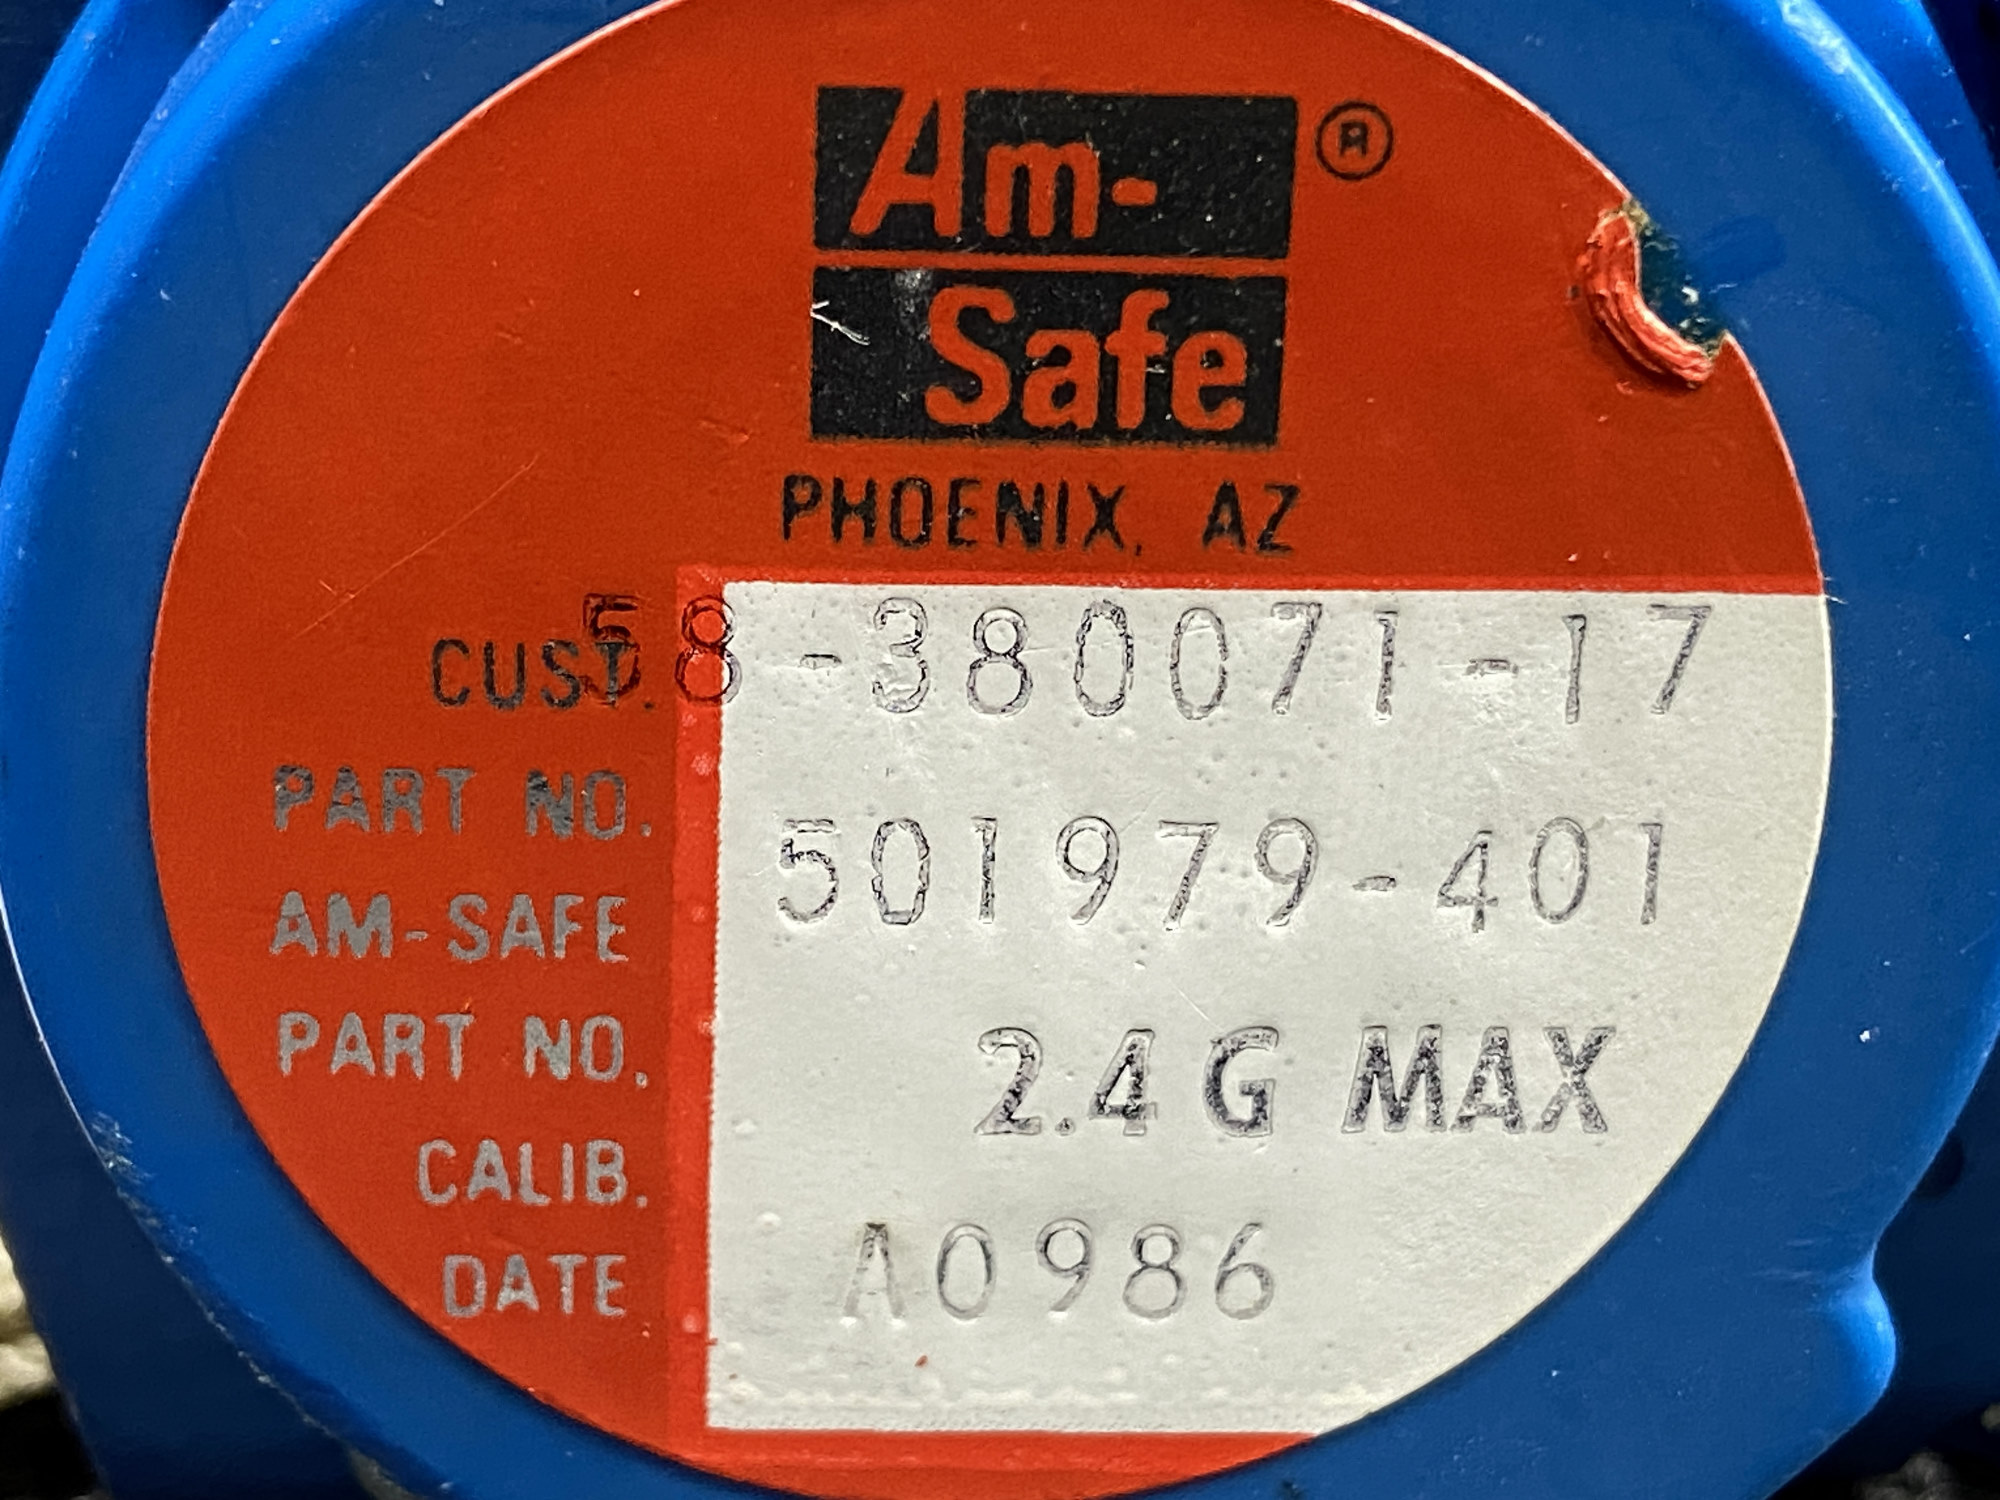 Am-
Safe ®
PHOENIX, AZ
CUST. 58-380071-17
PART NO.
501979-401
AM-SAFE
PART NO. 2.4 G MAX
CALIB.
DATE A0986